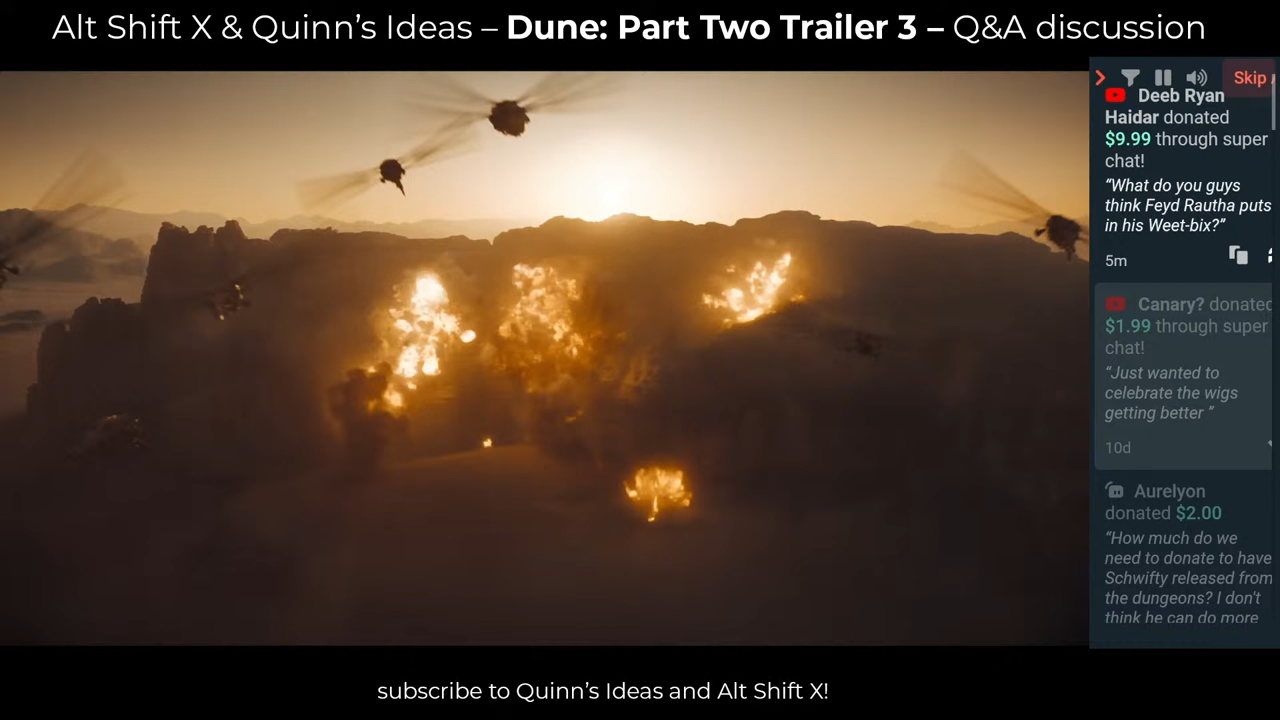 Alt Shift X & Quinn’s Ideas – Dune: Part Two Trailer 3 – Q&A discussion
Skip
Deeb Ryan
Haidar donated
$9.99 through super
chat!
“What do you guys
think Feyd Rautha puts
in his Weet-bix?”
5m
Canary? donated
$1.99 through super
chat!
“Just wanted to
celebrate the wigs
getting better ”
10d
Aurelyon
donated $2.00
“How much do we
need to donate to have
Schwifty released from
the dungeons? I don't
think he can do more
subscribe to Quinn’s Ideas and Alt Shift X!